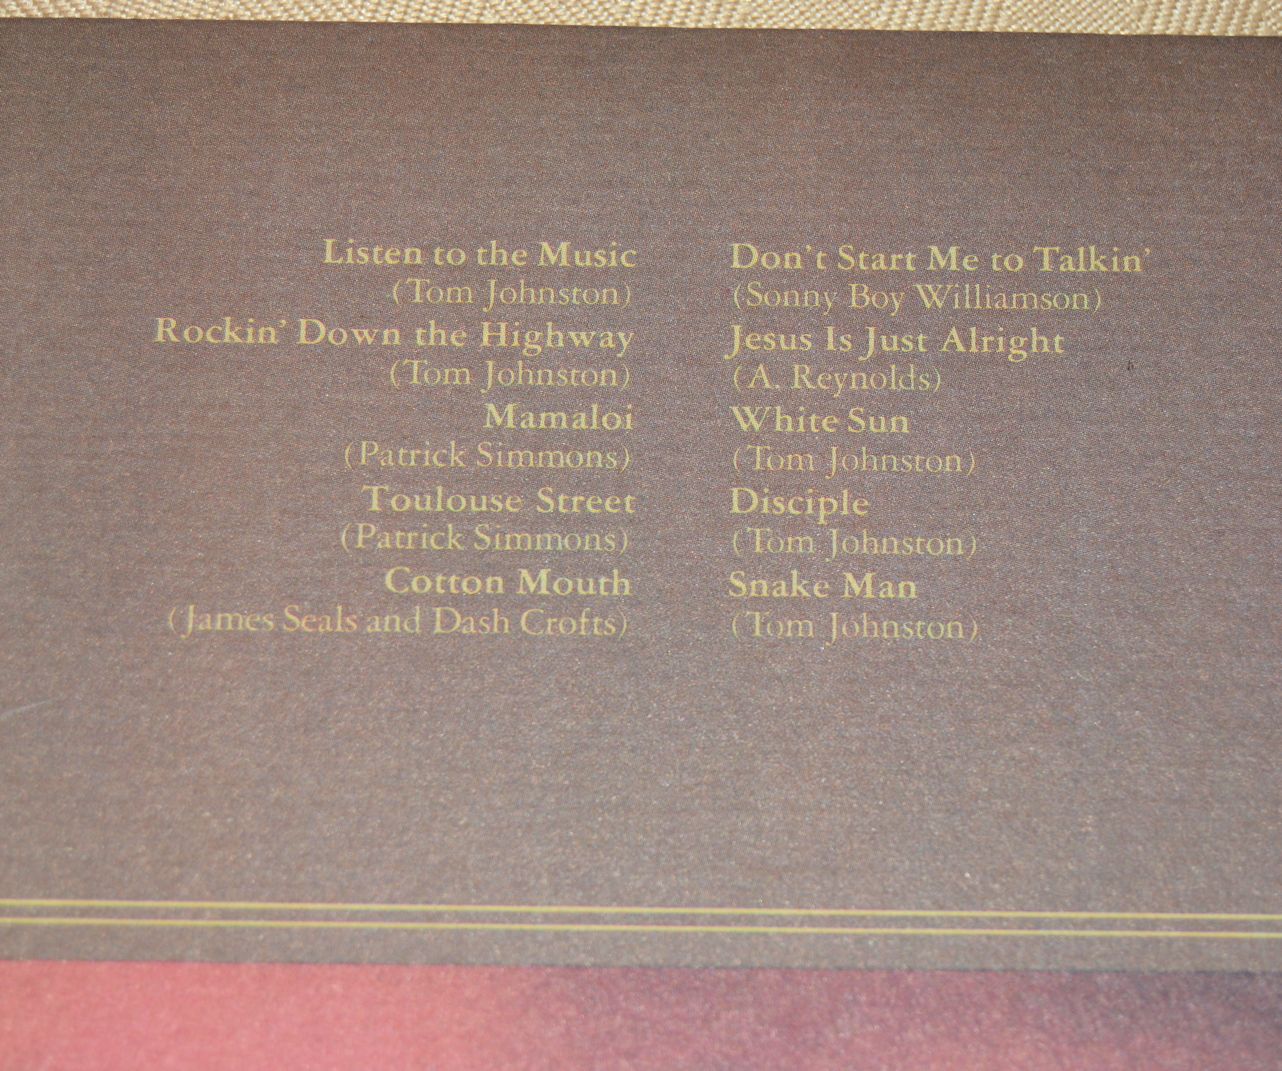 Listen to the Music
(Tom Johnston)
Rockin' Down the Highway
(Tom Johnston)
Mamaloi
(Patrick Simmons)
Toulouse Street
(Patrick Simmons)
Cotton Mouth
(James Seals and Dash Crofts)
Don't Start Me to Talkin'
(Sonny Boy Williamson)
Jesus Is Just Alright
(A. Reynolds)
White Sun
(Tom Johnston)
Disciple
(Tom Johnston)
Snake Man
(Tom Johnston)